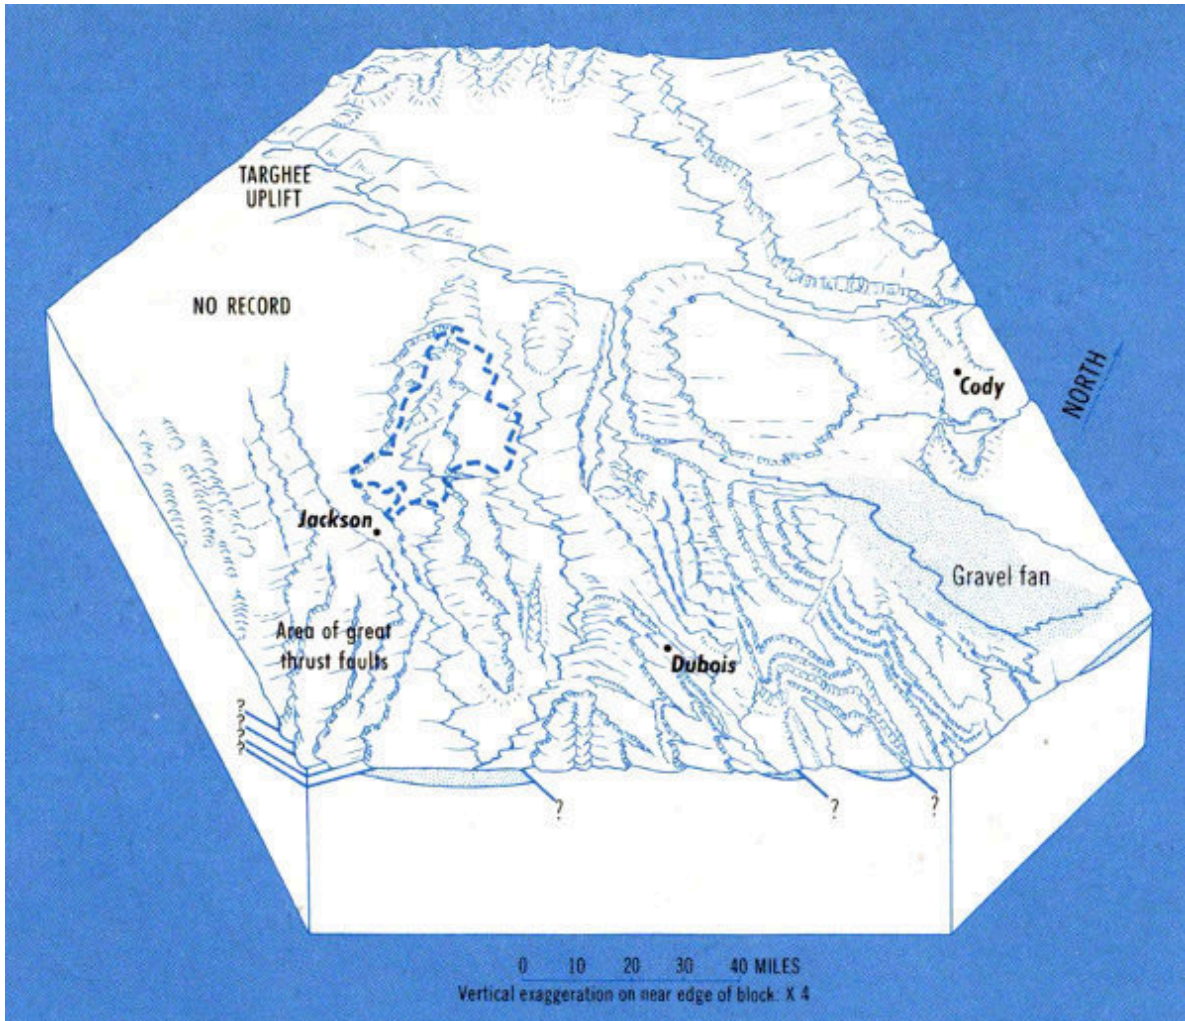 TARGHEE
UPLIFT
NO RECORD
Cody
NORTH
Jackson
Gravel fan
Area of great
thrust faults
Dubois
?
?
?
?
?
?
?
0 10 20 30 40 MILES
Vertical exaggeration on near edge of block: X 4